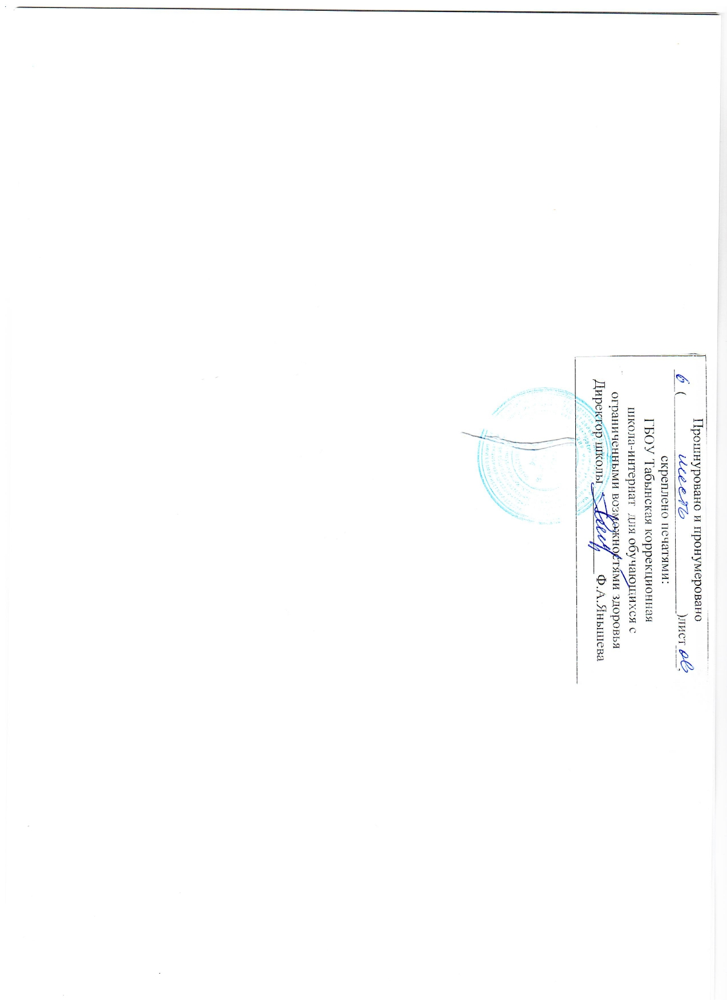 Прошнуровано и пронумеровано
6 ( шесть )лист ов,
скреплено печатями:
ГБОУ Табынская коррекционная
школа-интернат для обучающихся с
ограниченными возможностями здоровья
Директор школы Ф.А.Янышева